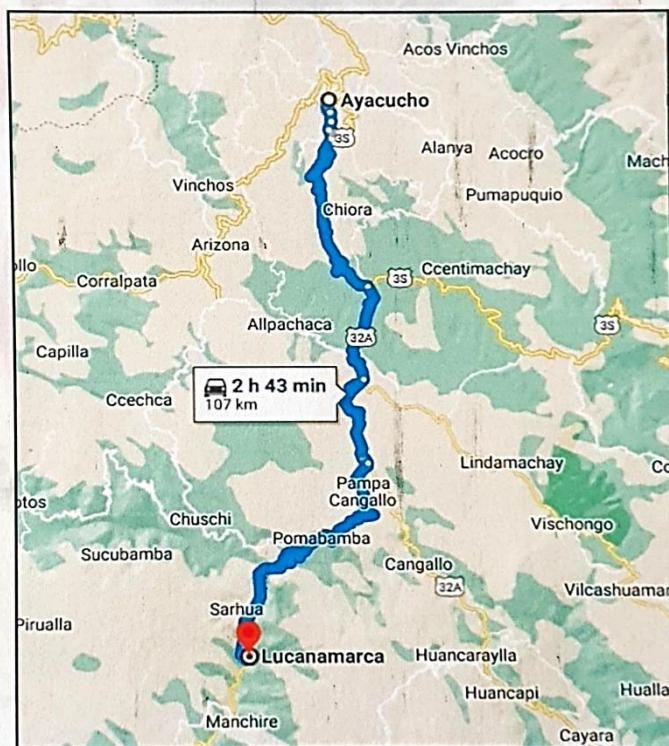 Acos Vinchos
Ayacucho
3S
Alanya
Acocro
Mach
Vinchos
Pumapuquio
Chiora
Arizona
ollo
Corralpata
3S
Ccentimachay
Allpachaca
32A
3S
Capilla
2 h 43 min
107 km
Ccechca
Lindamachay
Co
Pampa
Cangallo
otos
Chuschi
Vischongo
Pomabamba
Sucubamba
Cangallo
32A
Vilcashuamar
Sarhua
Pirualla
Lucanamarca
Huancaraylla
Huancapi
Hualla
Manchire
Cayara